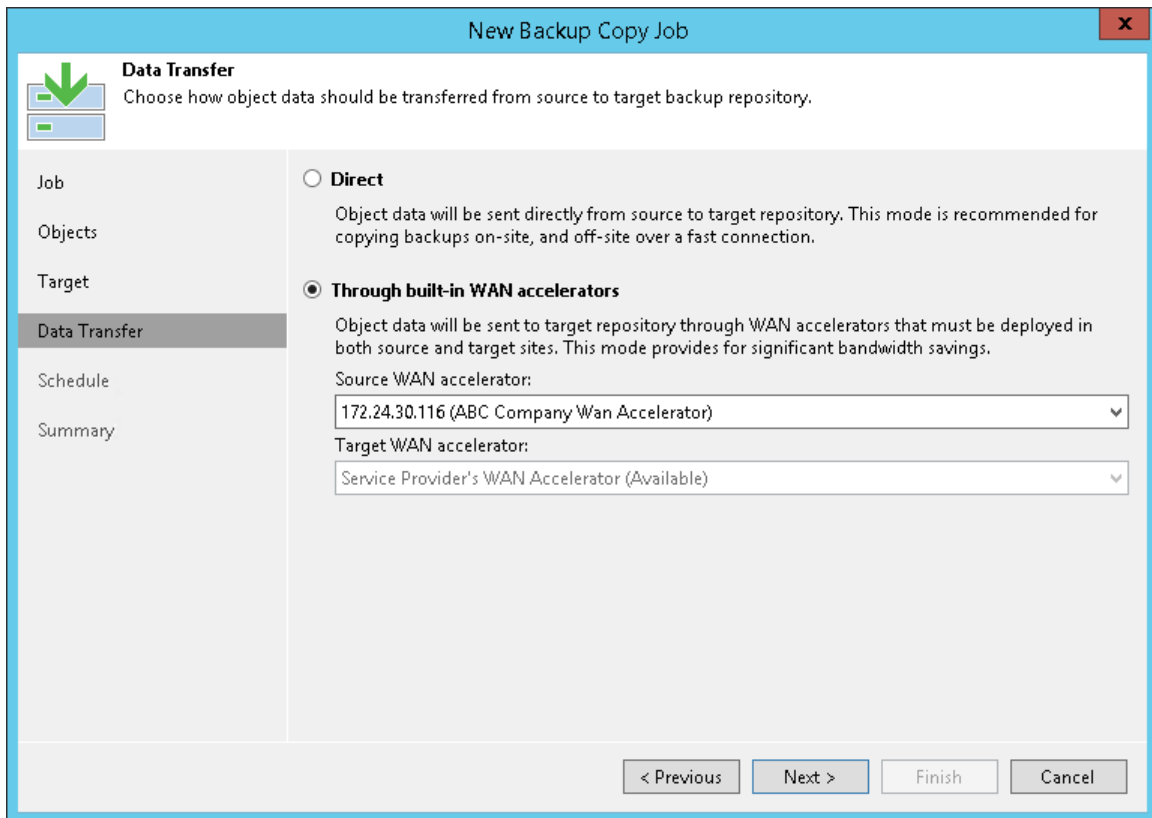 New Backup Copy Job
x
Data Transfer
Choose how object data should be transferred from source to target backup repository.
Job
Objects
Target
Data Transfer
Schedule
Summary
Direct
Object data will be sent directly from source to target repository. This mode is recommended for
copying backups on-site, and off-site over a fast connection.
Through built-in WAN accelerators
Object data will be sent to target repository through WAN accelerators that must be deployed in
both source and target sites. This mode provides for significant bandwidth savings.
Source WAN accelerator:
172.24.30.116 (ABC Company Wan Accelerator)
Target WAN accelerator:
Service Provider's WAN Accelerator (Available)
< Previous
Next >
Finish
Cancel